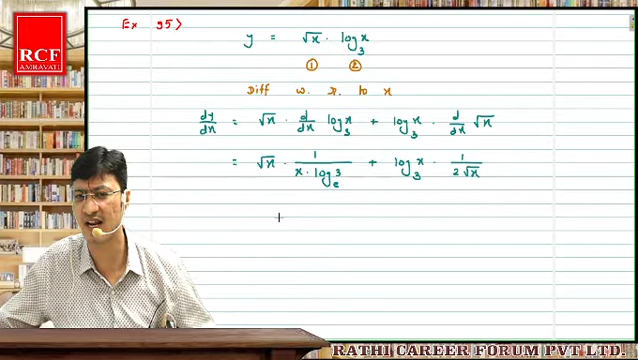 Ex 95>
RCF
AMRAVATI
y = √x · log₃x
① ②
Diff w. r. to x
dy/dx = √x · d/dx log₃x + log₃x · d/dx √x
= √x · 1/(x · logₑ3) + log₃x · 1/(2√x)
RATHI CAREER FORUM PVT LTD.